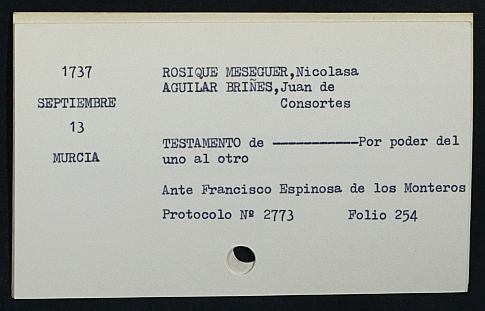 1737
SEPTIEMBRE
13
MURCIA
ROSIQUE MESEGUER,Nicolasa
AGUILAR BRIÑES,Juan de
Consortes
TESTAMENTO de ------------Por poder del
uno al otro
Ante Francisco Espinosa de los Monteros
Protocolo Nº 2773 Folio 254